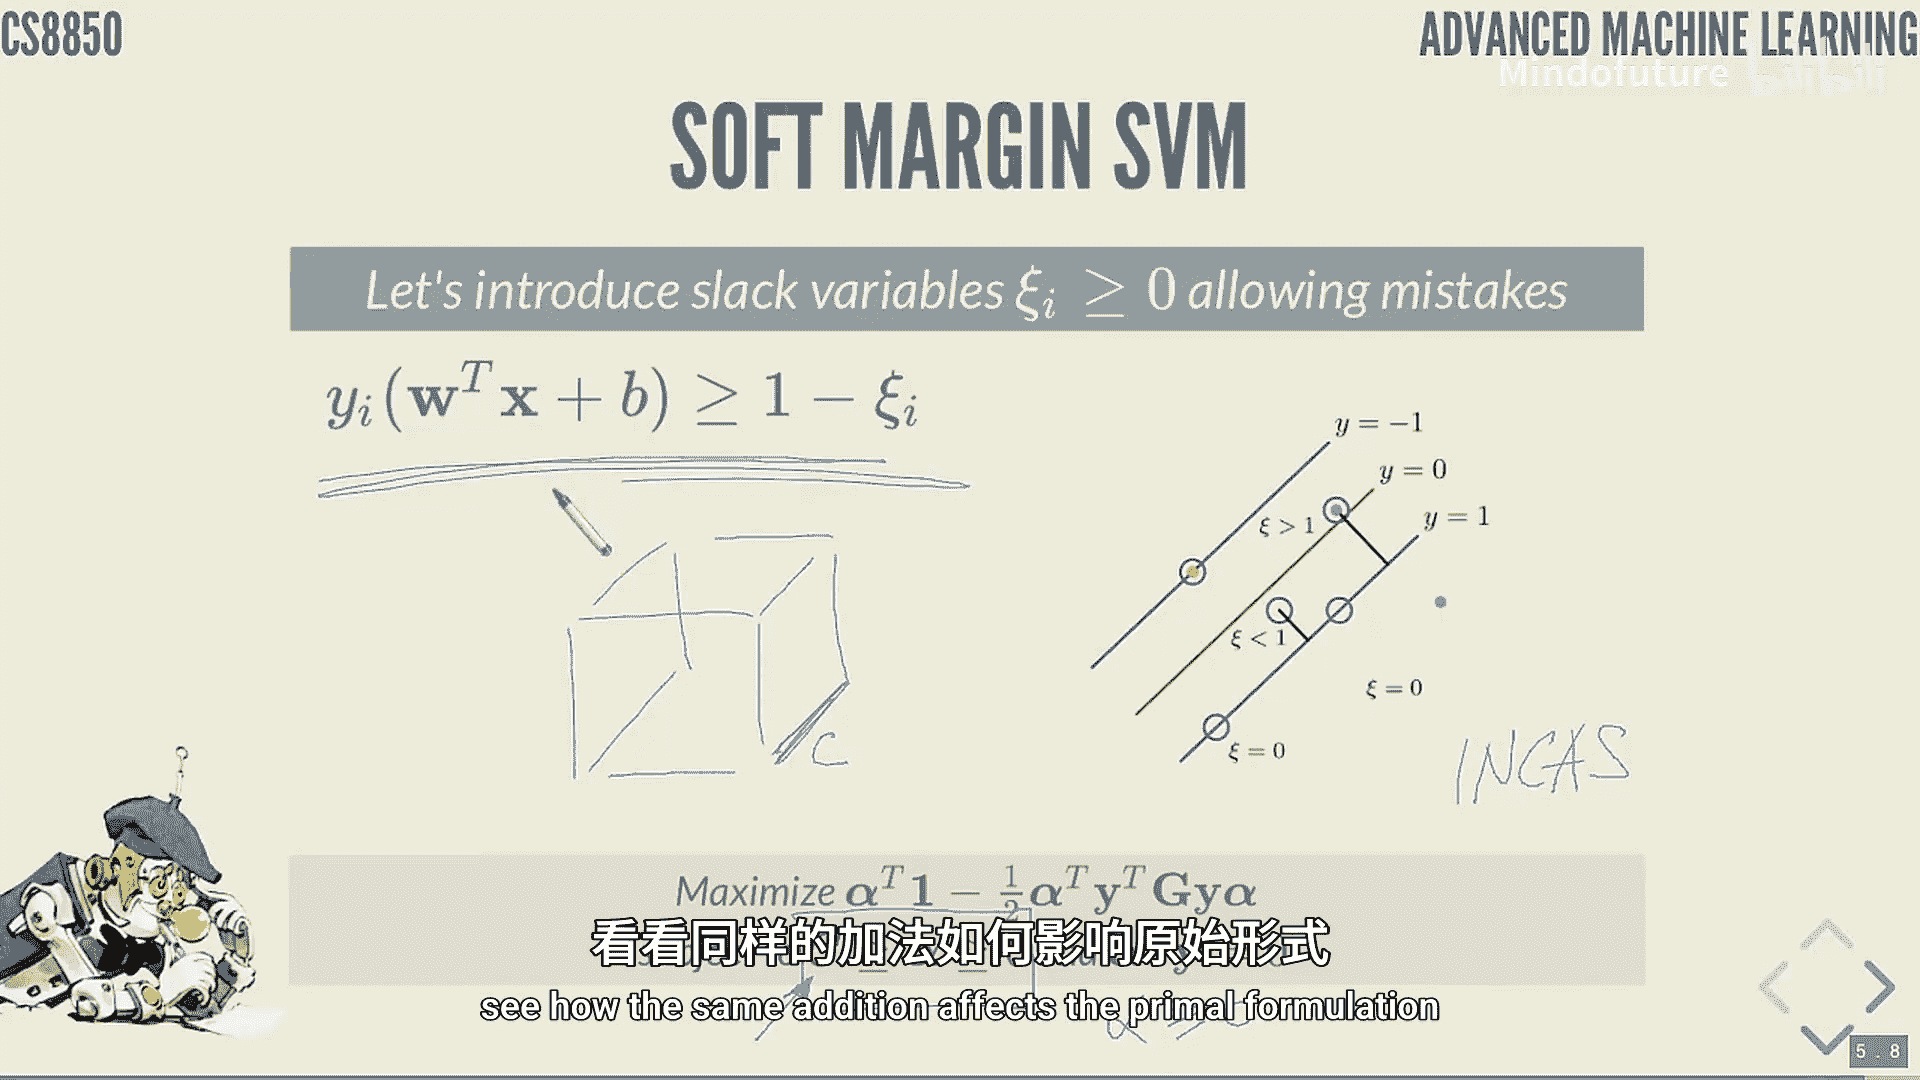 CS8850
ADVANCED MACHINE LEARNING
Mindofuture
SOFT MARGIN SVM
Let's introduce slack variables ξᵢ ≥ 0 allowing mistakes
yᵢ(𝐰ᵀ𝐱 + b) ≥ 1 − ξᵢ
y = −1
y = 0
y = 1
ξ > 1
ξ < 1
ξ = 0
ξ = 0
C
INCAS
Maximize 𝛂ᵀ𝟏 − ½𝛂ᵀ𝐲ᵀ𝐆𝐲𝛂
看看同样的加法如何影响原始形式
see how the same addition affects the primal formulation
5.8